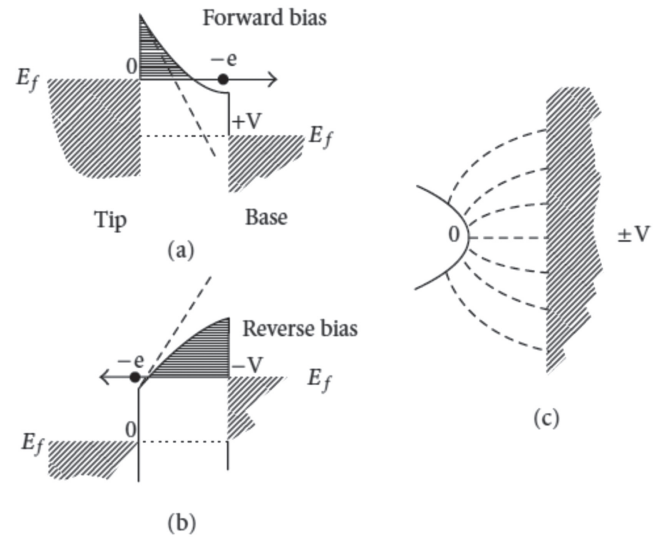 Forward bias
0
−e
E_f
+V
E_f
Tip
Base
(a)
Reverse bias
−e
−V
E_f
0
E_f
(b)
0
±V
(c)